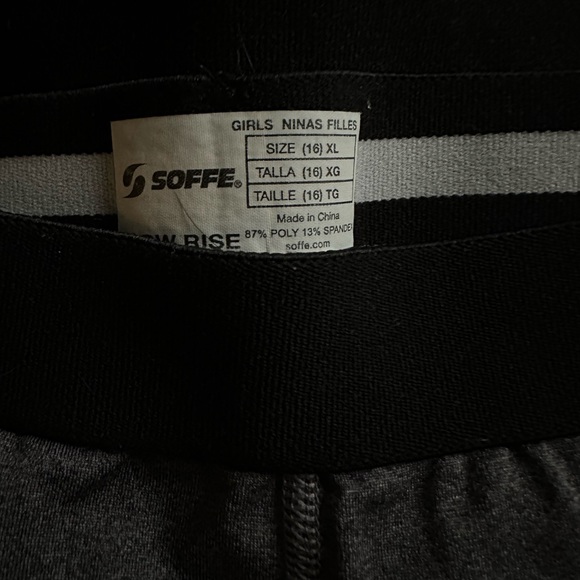 GIRLS NINAS FILLES
SOFFE®
SIZE (16) XL
TALLA (16) XG
TAILLE (16) TG
Made in China
RISE
87% POLY 13% SPANDEX
soffe.com